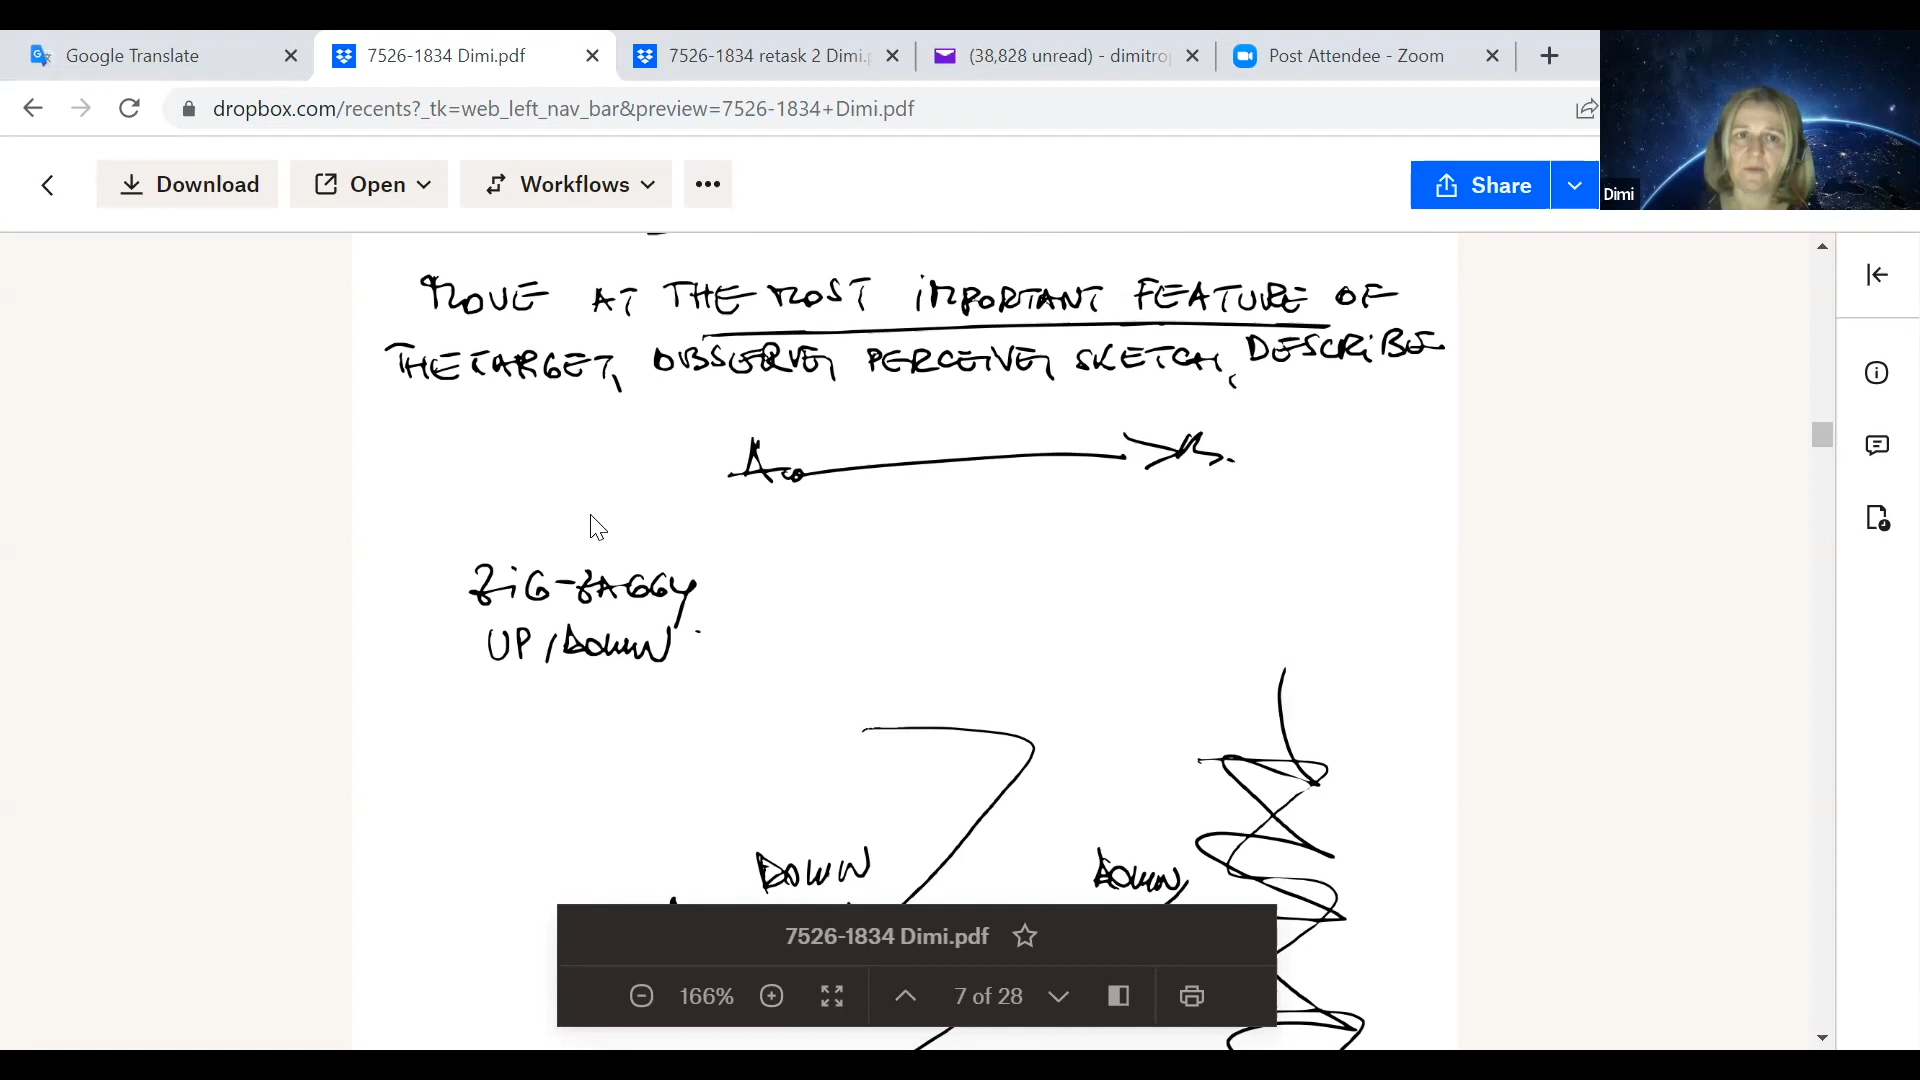 Google Translate
7526-1834 Dimi.pdf
7526-1834 retask 2 Dimi.p
(38,828 unread) - dimitrop
Post Attendee - Zoom
dropbox.com/recents?_tk=web_left_nav_bar&preview=7526-1834+Dimi.pdf
Download
Open
Workflows
Share
Dimi
MOVE AT THE MOST IMPORTANT FEATURE OF
THE TARGET, OBSERVE, PERCEIVE, SKETCH, DESCRIBE
ZIG-ZAGGY
UP/DOWN
DOWN
DOWN
7526-1834 Dimi.pdf
166%
7 of 28